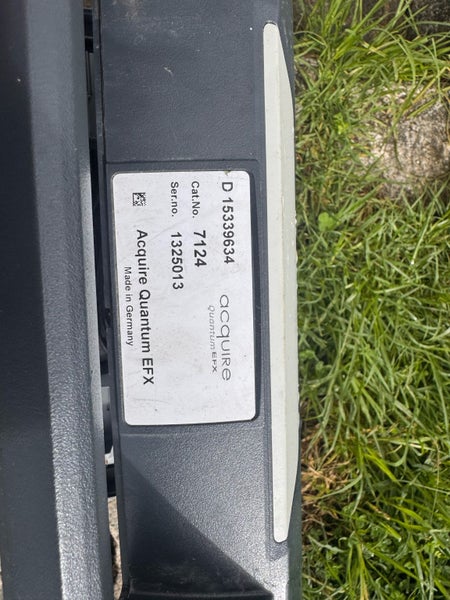 D 15339634
acquire
Quantum EFX
Cat.No. 7124
Ser.no. 1325013
Acquire Quantum EFX
Made in Germany